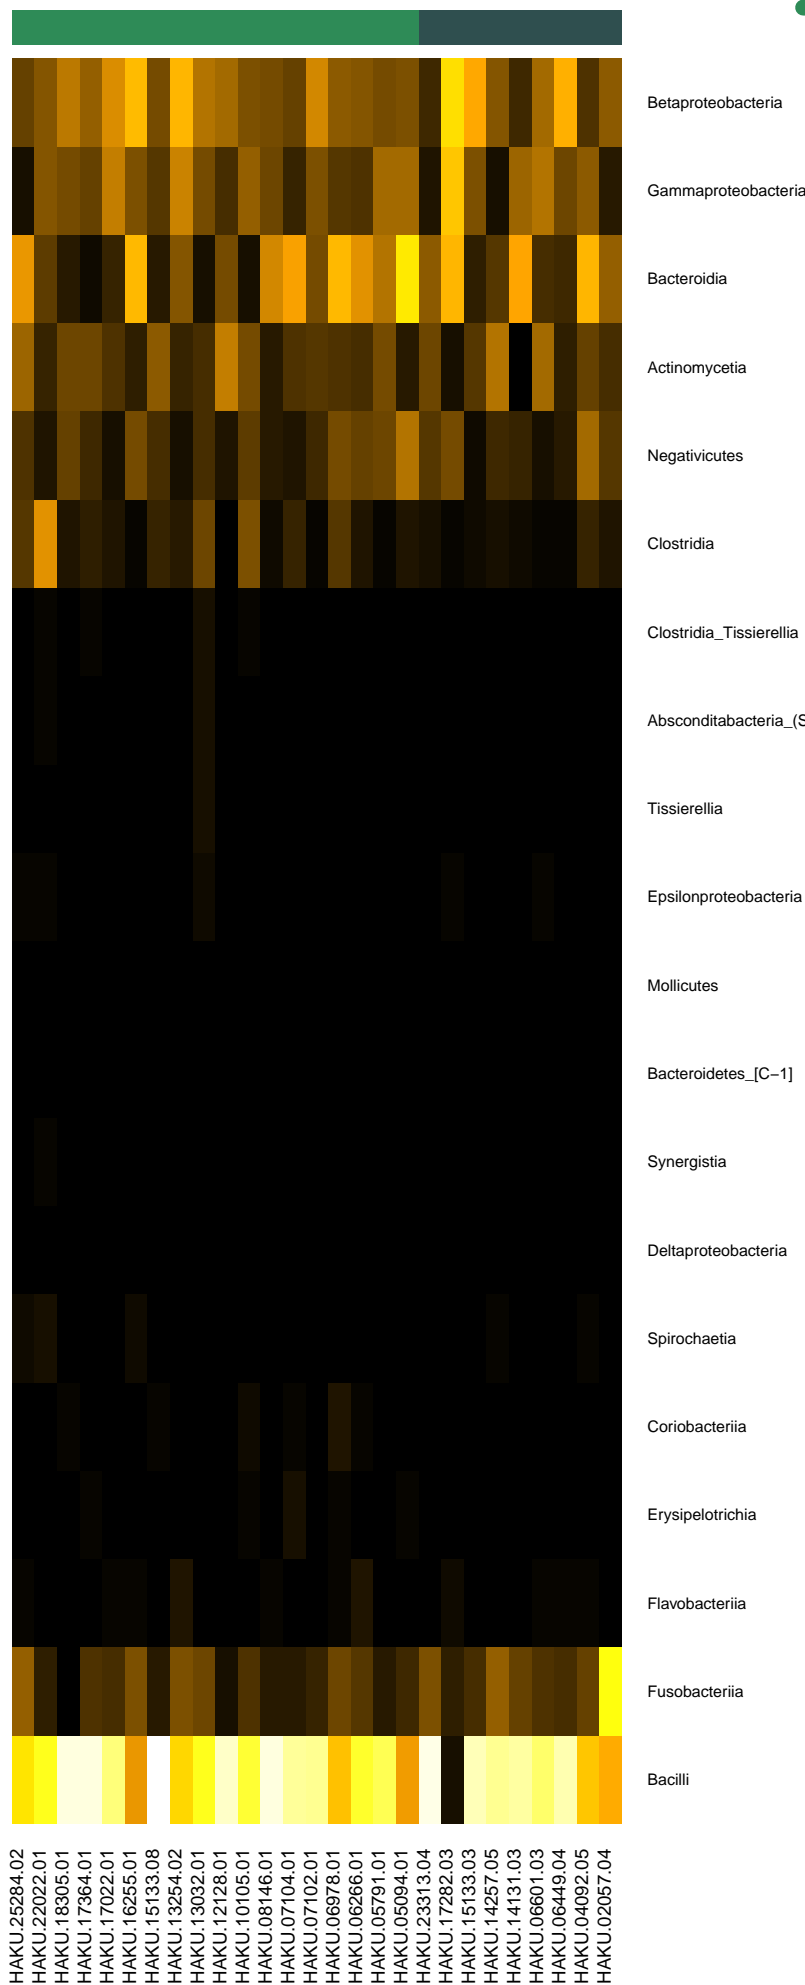 Betaproteobacteria
Gammaproteobacteria
Bacteroidia
Actinomycetia
Negativicutes
Clostridia
Clostridia_Tissierellia
Absconditabacteria_(S
Tissierellia
Epsilonproteobacteria
Mollicutes
Bacteroidetes_[C−1]
Synergistia
Deltaproteobacteria
Spirochaetia
Coriobacteriia
Erysipelotrichia
Flavobacteriia
Fusobacteriia
Bacilli
HAKU.25284.02
HAKU.22022.01
HAKU.18305.01
HAKU.17364.01
HAKU.17022.01
HAKU.16255.01
HAKU.15133.08
HAKU.13254.02
HAKU.13032.01
HAKU.12128.01
HAKU.10105.01
HAKU.08146.01
HAKU.07104.01
HAKU.07102.01
HAKU.06978.01
HAKU.06266.01
HAKU.05791.01
HAKU.05094.01
HAKU.23313.04
HAKU.17282.03
HAKU.15133.03
HAKU.14257.05
HAKU.14131.03
HAKU.06601.03
HAKU.06449.04
HAKU.04092.05
HAKU.02057.04